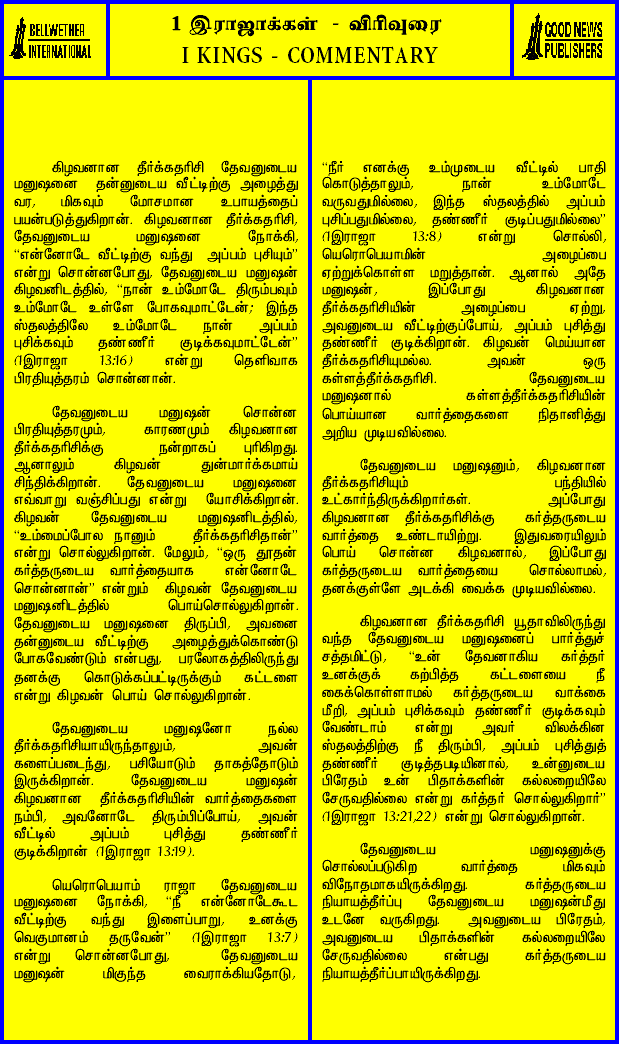 BELLWETHER
INTERNATIONAL
1 இராஜாக்கள் - விரிவுரை
I KINGS - COMMENTARY
GOOD NEWS
PUBLISHERS
கிழவனான தீர்க்கதரிசி தேவனுடைய
மனுஷனை தன்னுடைய வீட்டிற்கு அழைத்து
வர, மிகவும் மோசமான உபாயத்தைப்
பயன்படுத்துகிறான். கிழவனான தீர்க்கதரிசி,
தேவனுடைய மனுஷனை நோக்கி,
“என்னோடே வீட்டிற்கு வந்து அப்பம் புசியும்”
என்று சொன்னபோது, தேவனுடைய மனுஷன்
கிழவனிடத்தில், “நான் உம்மோடே திரும்பவும்
உம்மோடே உள்ளே போகவுமாட்டேன்; இந்த
ஸ்தலத்திலே உம்மோடே நான் அப்பம்
புசிக்கவும் தண்ணீர் குடிக்கவுமாட்டேன்”
(1இராஜா 13:16) என்று தெளிவாக
பிரதியுத்தரம் சொன்னான்.
தேவனுடைய மனுஷன் சொன்ன
பிரதியுத்தரமும், காரணமும் கிழவனான
தீர்க்கதரிசிக்கு நன்றாகப் புரிகிறது.
ஆனாலும் கிழவன் துன்மார்க்கமாய்
சிந்திக்கிறான். தேவனுடைய மனுஷனை
எவ்வாறு வஞ்சிப்பது என்று யோசிக்கிறான்.
கிழவன் தேவனுடைய மனுஷனிடத்தில்,
“உம்மைப்போல நானும் தீர்க்கதரிசிதான்”
என்று சொல்லுகிறான். மேலும், “ஒரு தூதன்
கர்த்தருடைய வார்த்தையாக என்னோடே
சொன்னான்” என்றும் கிழவன் தேவனுடைய
மனுஷனிடத்தில் பொய்சொல்லுகிறான்.
தேவனுடைய மனுஷனை திருப்பி, அவனை
தன்னுடைய வீட்டிற்கு அழைத்துக்கொண்டு
போகவேண்டும் என்பது, பரலோகத்திலிருந்து
தனக்கு கொடுக்கப்பட்டிருக்கும் கட்டளை
என்று கிழவன் பொய் சொல்லுகிறான்.
தேவனுடைய மனுஷனோ நல்ல
தீர்க்கதரிசியாயிருந்தாலும், அவன்
களைப்படைந்து, பசியோடும் தாகத்தோடும்
இருக்கிறான். தேவனுடைய மனுஷன்
கிழவனான தீர்க்கதரிசியின் வார்த்தைகளை
நம்பி, அவனோடே திரும்பிப்போய், அவன்
வீட்டில் அப்பம் புசித்து தண்ணீர்
குடிக்கிறான் (1இராஜா 13:19).
யெரொபெயாம் ராஜா தேவனுடைய
மனுஷனை நோக்கி, “நீ என்னோடேகூட
வீட்டிற்கு வந்து இளைப்பாறு, உனக்கு
வெகுமானம் தருவேன்” (1இராஜா 13:7)
என்று சொன்னபோது, தேவனுடைய
மனுஷன் மிகுந்த வைராக்கியதோடு,
“நீர் எனக்கு உம்முடைய வீட்டில் பாதி
கொடுத்தாலும், நான் உம்மோடே
வருவதுமில்லை, இந்த ஸ்தலத்தில் அப்பம்
புசிப்பதுமில்லை, தண்ணீர் குடிப்பதுமில்லை”
(1இராஜா 13:8) என்று சொல்லி,
யெரொபெயாமின் அழைப்பை
ஏற்றுக்கொள்ள மறுத்தான். ஆனால் அதே
மனுஷன், இப்போது கிழவனான
தீர்க்கதரிசியின் அழைப்பை ஏற்று,
அவனுடைய வீட்டிற்குப்போய், அப்பம் புசித்து
தண்ணீர் குடிக்கிறான். கிழவன் மெய்யான
தீர்க்கதரிசியுமல்ல. அவன் ஒரு
கள்ளத்தீர்க்கதரிசி. தேவனுடைய
மனுஷனால் கள்ளத்தீர்க்கதரிசியின்
பொய்யான வார்த்தைகளை நிதானித்து
அறிய முடியவில்லை.
தேவனுடைய மனுஷனும், கிழவனான
தீர்க்கதரிசியும் பந்தியில்
உட்கார்ந்திருக்கிறார்கள். அப்போது
கிழவனான தீர்க்கதரிசிக்கு கர்த்தருடைய
வார்த்தை உண்டாயிற்று. இதுவரையிலும்
பொய் சொன்ன கிழவனால், இப்போது
கர்த்தருடைய வார்த்தையை சொல்லாமல்,
தனக்குள்ளே அடக்கி வைக்க முடியவில்லை.
கிழவனான தீர்க்கதரிசி யூதாவிலிருந்து
வந்த தேவனுடைய மனுஷனைப் பார்த்துச்
சத்தமிட்டு, “உன் தேவனாகிய கர்த்தர்
உனக்குக் கற்பித்த கட்டளையை நீ
கைக்கொள்ளாமல் கர்த்தருடைய வாக்கை
மீறி, அப்பம் புசிக்கவும் தண்ணீர் குடிக்கவும்
வேண்டாம் என்று அவர் விலக்கின
ஸ்தலத்திற்கு நீ திரும்பி, அப்பம் புசித்துத்
தண்ணீர் குடித்தபடியினால், உன்னுடைய
பிரேதம் உன் பிதாக்களின் கல்லறையிலே
சேருவதில்லை என்று கர்த்தர் சொல்லுகிறார்”
(1இராஜா 13:21,22) என்று சொல்லுகிறான்.
தேவனுடைய மனுஷனுக்கு
சொல்லப்படுகிற வார்த்தை மிகவும்
விநோதமாகயிருக்கிறது. கர்த்தருடைய
நியாயத்தீர்ப்பு தேவனுடைய மனுஷன்மீது
உடனே வருகிறது. அவனுடைய பிரேதம்,
அவனுடைய பிதாக்களின் கல்லறையிலே
சேருவதில்லை என்பது கர்த்தருடைய
நியாயத்தீர்ப்பாயிருக்கிறது.